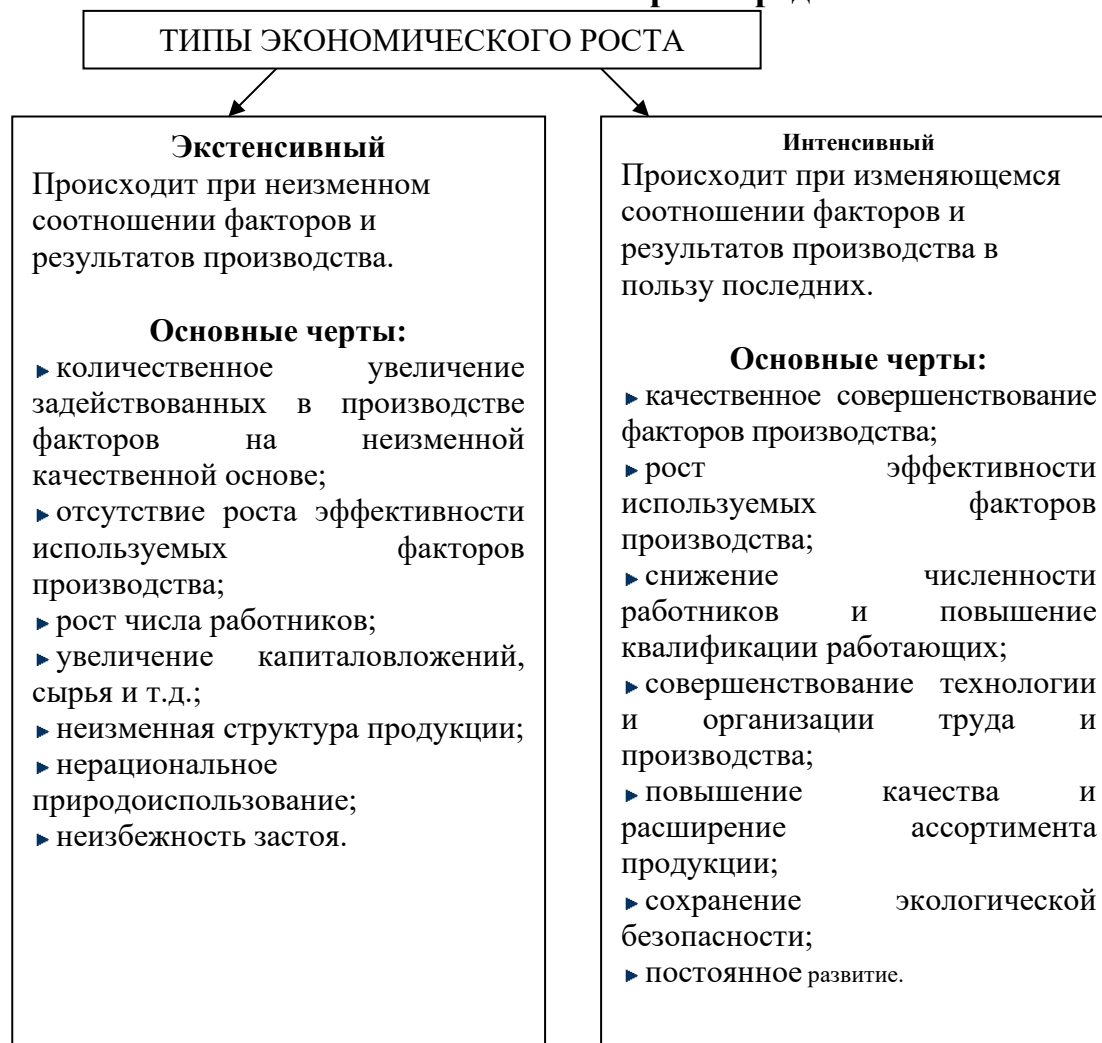 ТИПЫ ЭКОНОМИЧЕСКОГО РОСТА
Экстенсивный
Происходит при неизменном
соотношении факторов и
результатов производства.
Основные черты:
количественное увеличение
задействованных в производстве
факторов на неизменной
качественной основе;
отсутствие роста эффективности
используемых факторов
производства;
рост числа работников;
увеличение капиталовложений,
сырья и т.д.;
неизменная структура продукции;
нерациональное
природоиспользование;
неизбежность застоя.
Интенсивный
Происходит при изменяющемся
соотношении факторов и
результатов производства в
пользу последних.
Основные черты:
качественное совершенствование
факторов производства;
рост эффективности
используемых факторов
производства;
снижение численности
работников и повышение
квалификации работающих;
совершенствование технологии
и организации труда и
производства;
повышение качества и
расширение ассортимента
продукции;
сохранение экологической
безопасности;
постоянное развитие.